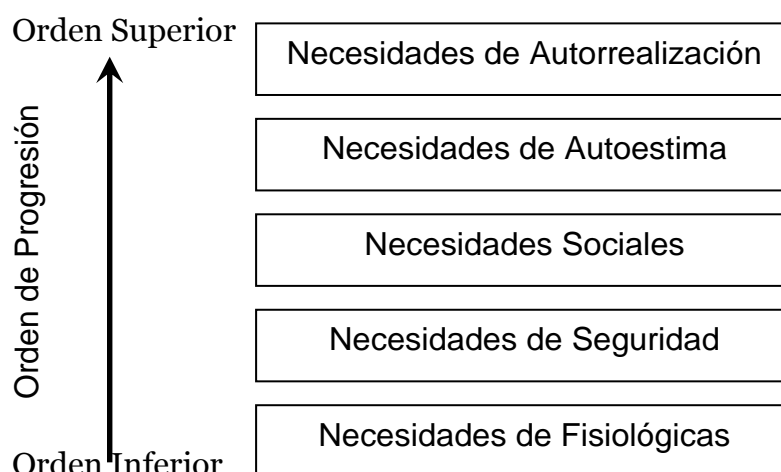 Orden Superior
Necesidades de Autorrealización
Necesidades de Autoestima
Orden de Progresión
Necesidades Sociales
Necesidades de Seguridad
Necesidades de Fisiológicas
Orden Inferior